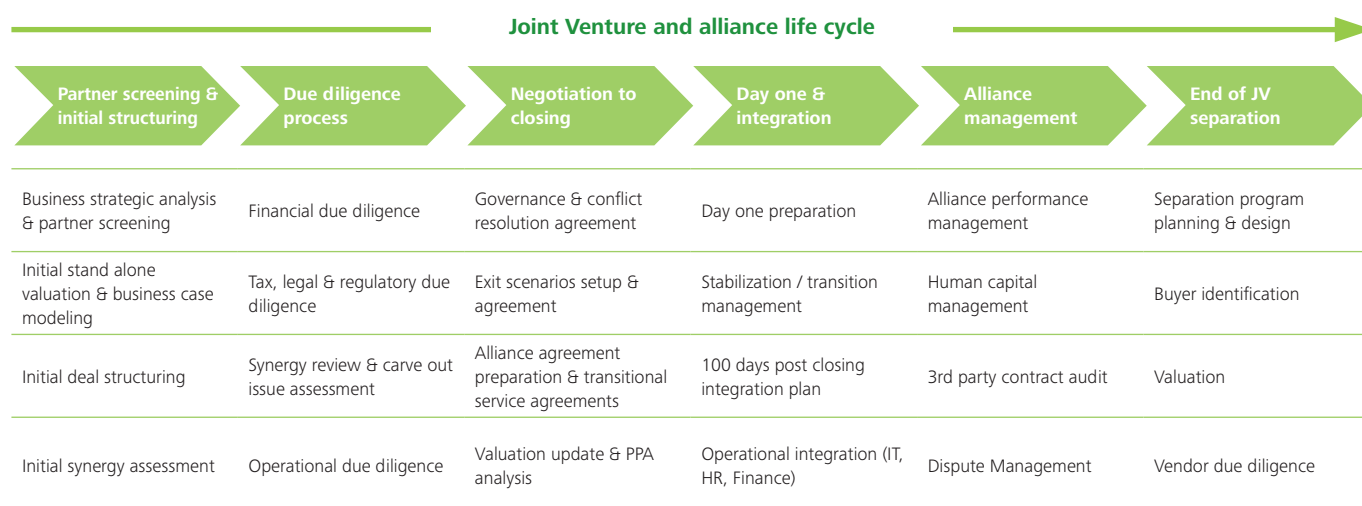 Joint Venture and alliance life cycle
Partner screening &
initial structuring
Due diligence
process
Negotiation to
closing
Day one &
integration
Alliance
management
End of JV
separation
Business strategic analysis
& partner screening
Financial due diligence
Governance & conflict
resolution agreement
Day one preparation
Alliance performance
management
Separation program
planning & design
Initial stand alone
valuation & business case
modeling
Tax, legal & regulatory due
diligence
Exit scenarios setup &
agreement
Stabilization / transition
management
Human capital
management
Buyer identification
Initial deal structuring
Synergy review & carve out
issue assessment
Alliance agreement
preparation & transitional
service agreements
100 days post closing
integration plan
3rd party contract audit
Valuation
Initial synergy assessment
Operational due diligence
Valuation update & PPA
analysis
Operational integration (IT,
HR, Finance)
Dispute Management
Vendor due diligence